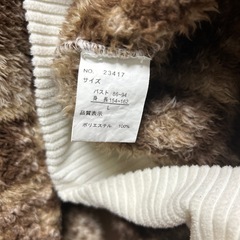 NO. 23417
サイズ
バスト 86-94
身長 154-162
L
品質表示
ポリエステル 100%